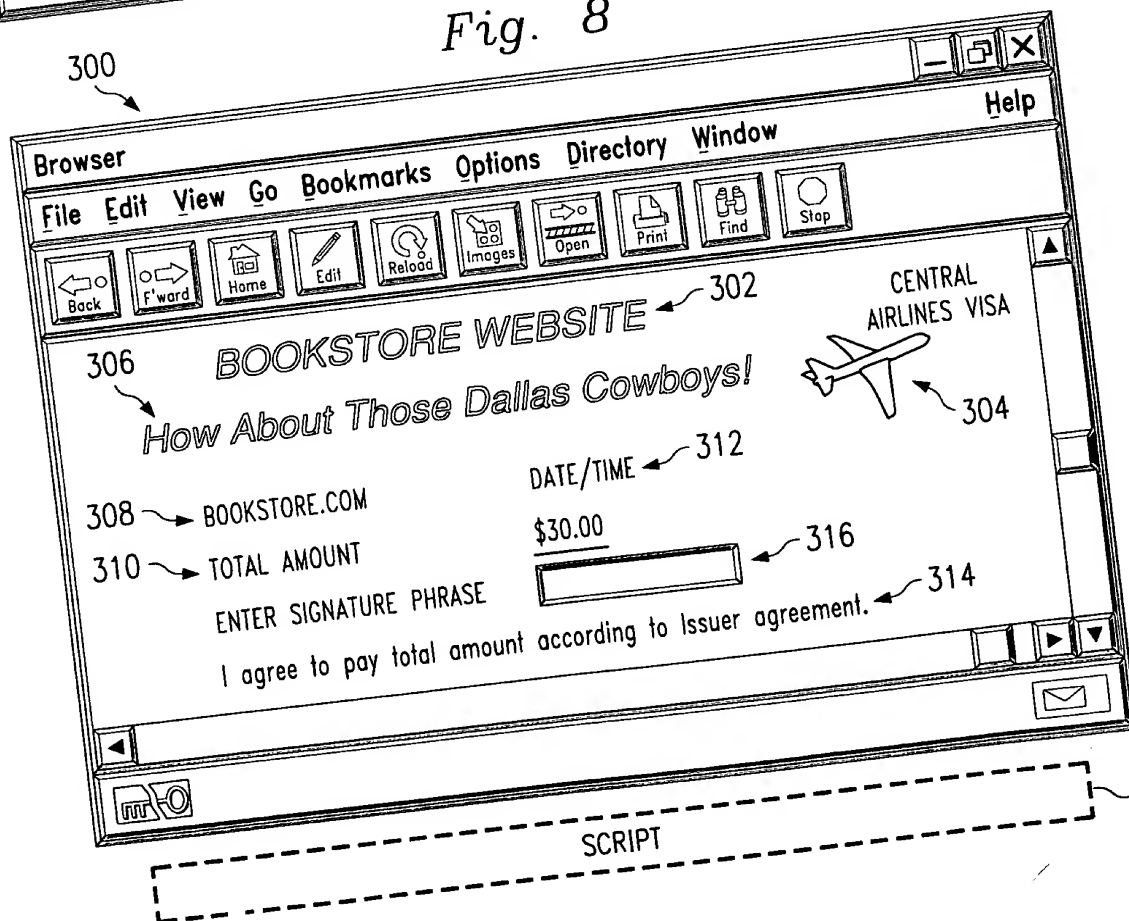 Fig. 8
300
Browser
File Edit View Go Bookmarks Options Directory Window Help
Back F'ward Home Edit Reload Images Open Print Find Stop
BOOKSTORE WEBSITE 302
CENTRAL
AIRLINES VISA
306
How About Those Dallas Cowboys!
304
308 BOOKSTORE.COM DATE/TIME 312
310 TOTAL AMOUNT $30.00
ENTER SIGNATURE PHRASE 316
I agree to pay total amount according to Issuer agreement. 314
SCRIPT